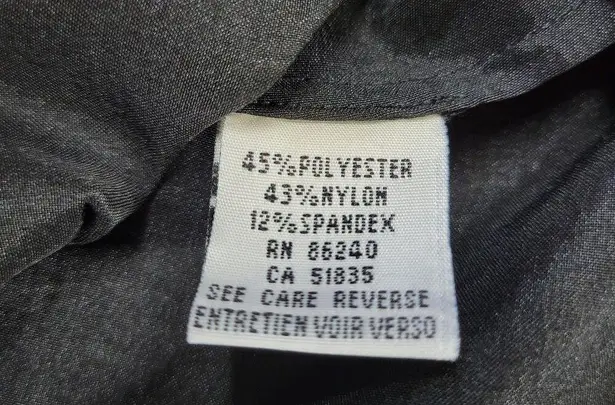 45%POLYESTER
43%NYLON
12%SPANDEX
RN 86240
CA 51835
SEE CARE REVERSE
ENTRETIEN VOIR VERSO